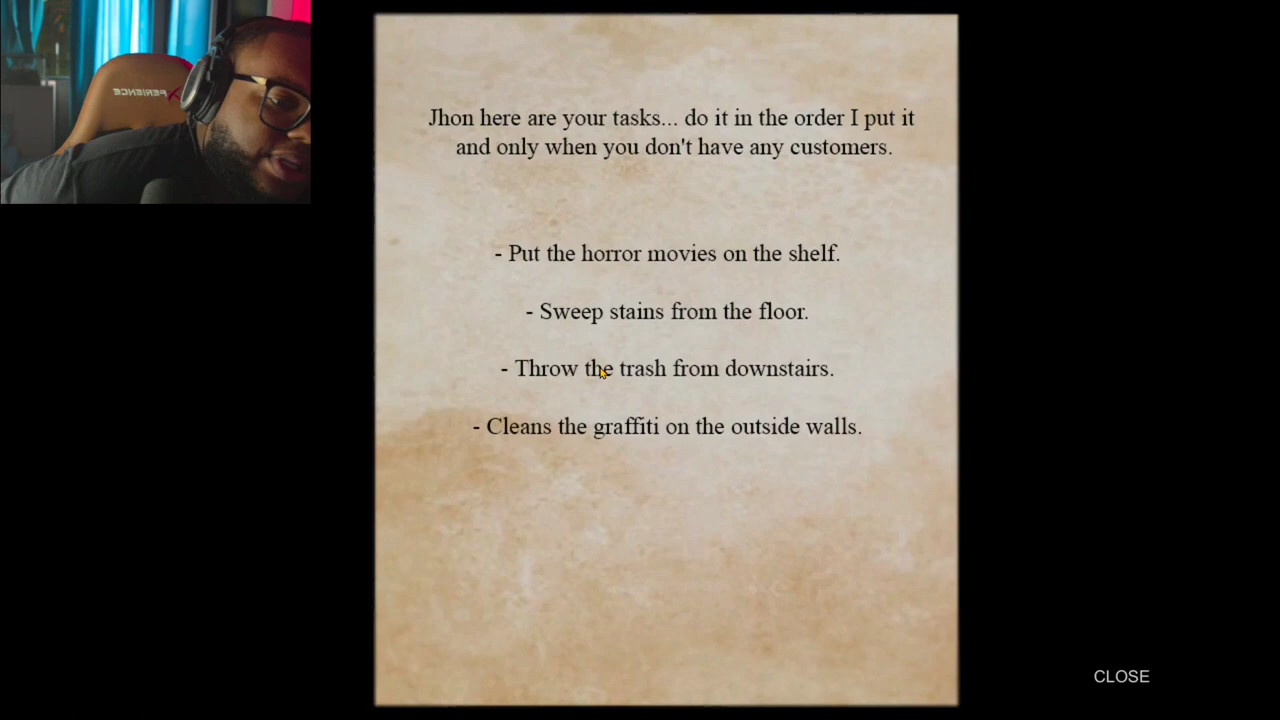 XPERIENCE
Jhon here are your tasks... do it in the order I put it
and only when you don't have any customers.
- Put the horror movies on the shelf.
- Sweep stains from the floor.
- Throw the trash from downstairs.
- Cleans the graffiti on the outside walls.
CLOSE